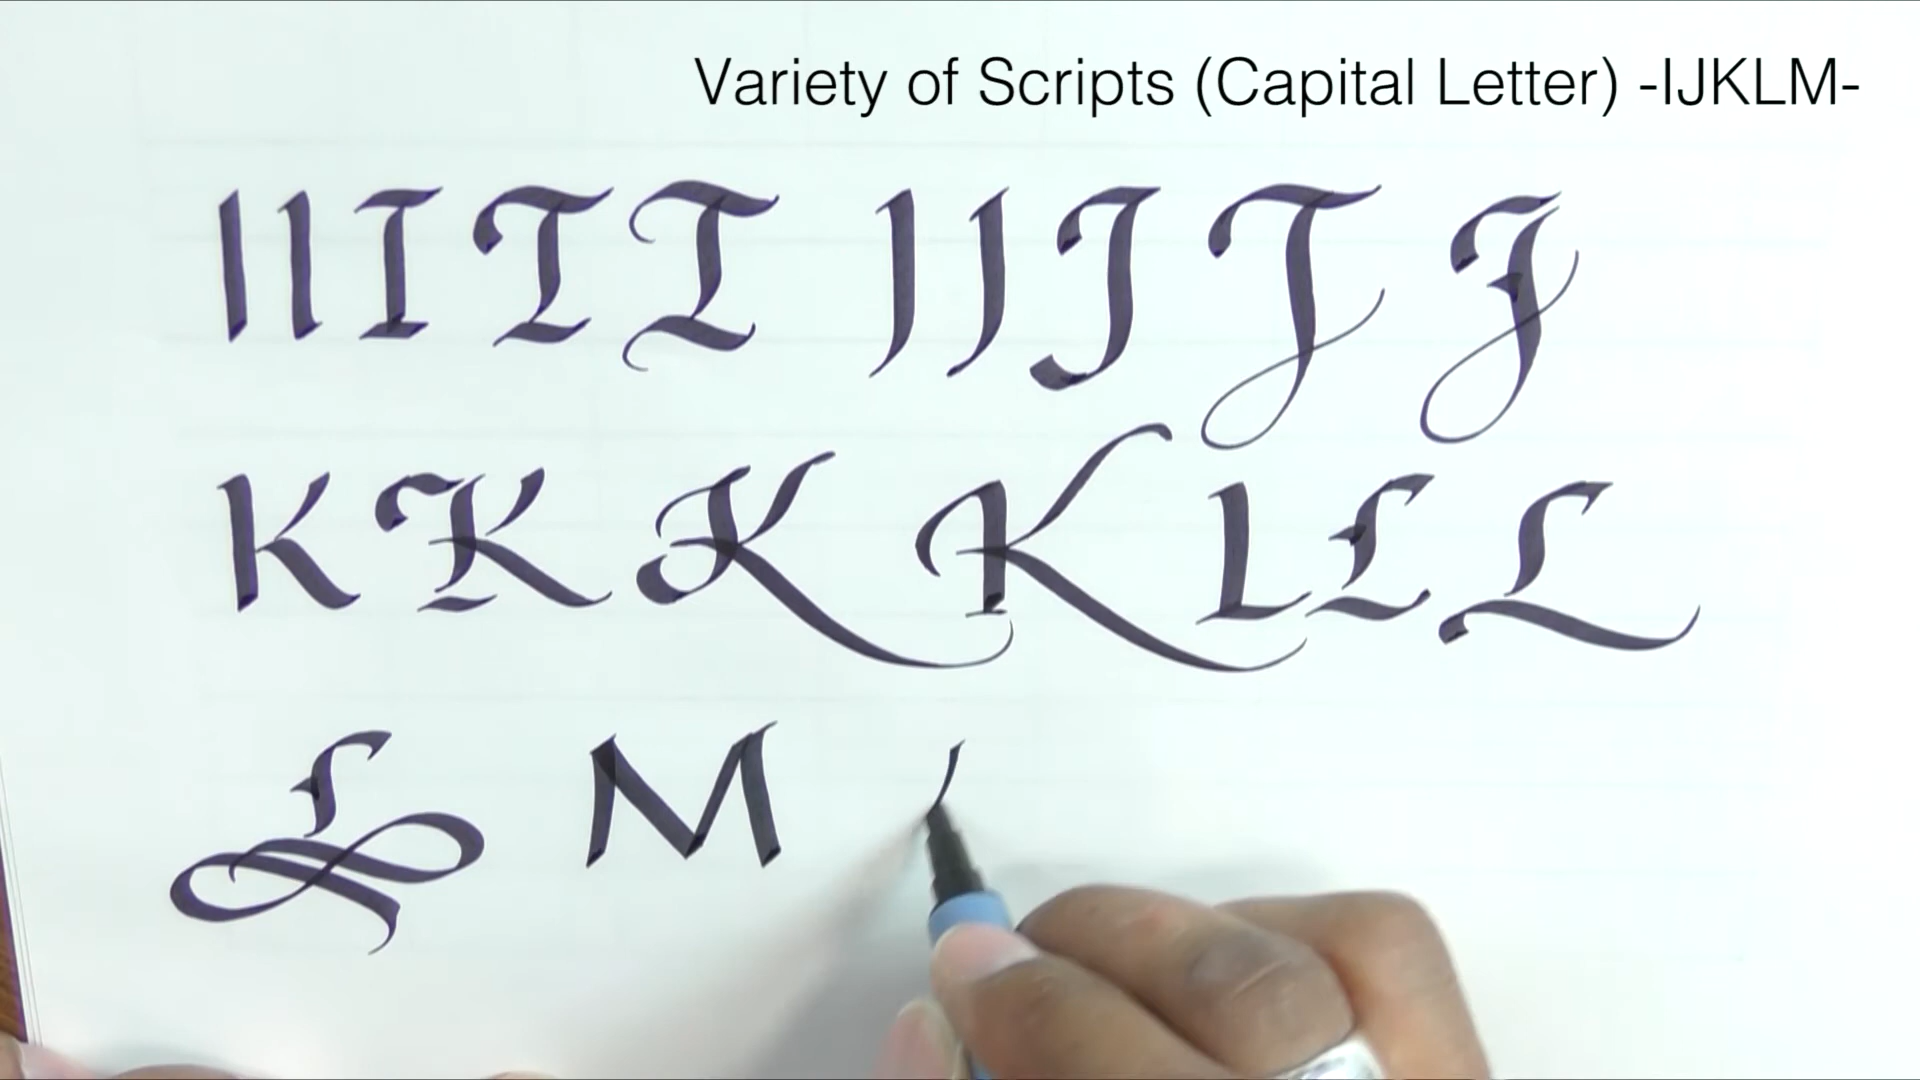 Variety of Scripts (Capital Letter) -IJKLM-
I I I I I J J J J J
K K K K L L L
L M